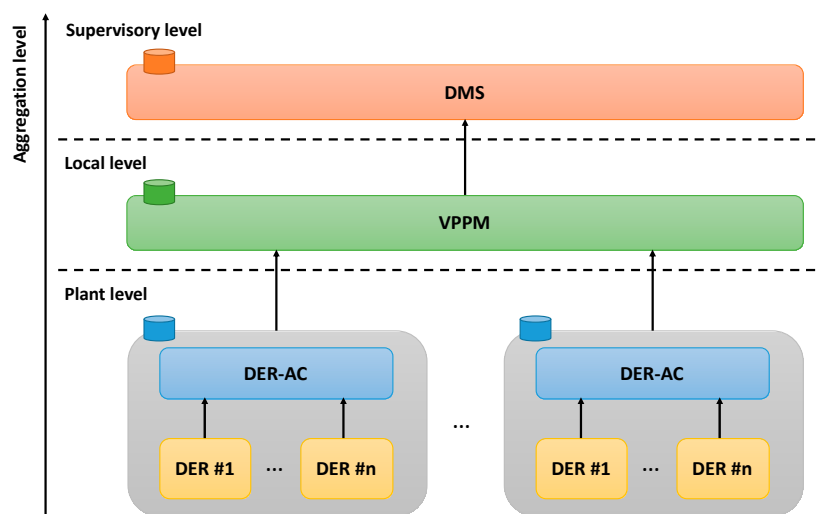 Aggregation level
Supervisory level
DMS
Local level
VPPM
Plant level
DER-AC
DER-AC
...
DER #1
...
DER #n
DER #1
...
DER #n